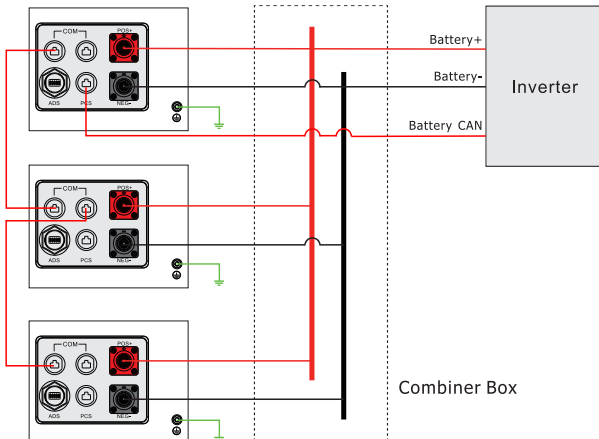 POS+
COM
ADS
PCS
NEG-
Battery+
Battery-
Battery CAN
Inverter
POS+
COM
ADS
PCS
NEG-
POS+
COM
ADS
PCS
NEG-
Combiner Box